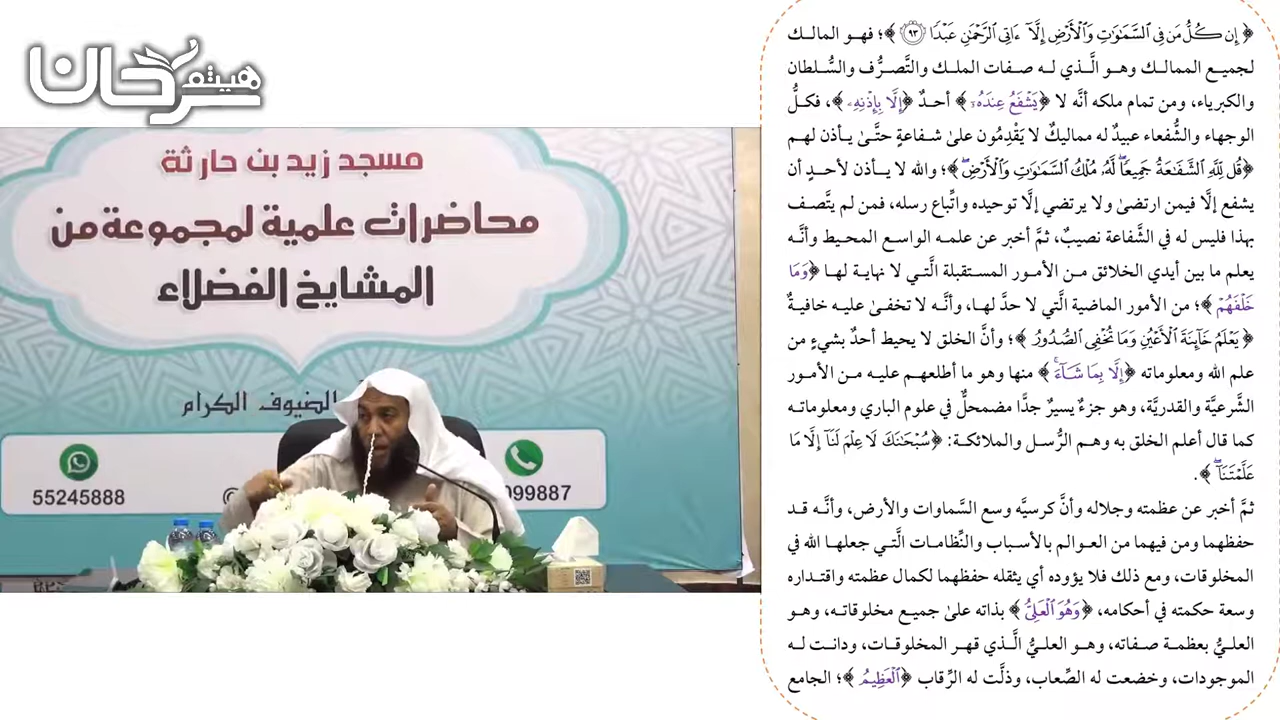 هيثم
سرحان
مسجد زيد بن حارثة
محاضرات علمية لمجموعة من
المشايخ الفضلاء
الضيوف الكرام
55245888
099887
﴿إِن كُلُّ مَن فِي السَّمَٰوَٰتِ وَالْأَرْضِ إِلَّآ ءَاتِي الرَّحْمَٰنِ عَبْدًا ٩٣﴾؛ فهو المالك
لجميع الممالك وهو الَّذي له صفات الملك والتَّصرُّف والسُّلطان
والكبرياء، ومن تمام ملكه أنَّه لا ﴿يَشْفَعُ عِندَهُۥٓ﴾ أحدٌ ﴿إِلَّا بِإِذْنِهِۦ﴾، فكلُّ
الوجهاء والشُّفعاء عبيدٌ له مماليكٌ لا يَقْدِمُون علىٰ شفاعةٍ حتَّىٰ يأذن لهم
﴿قُل لِّلَّهِ الشَّفَٰعَةُ جَمِيعًا ۖ لَّهُۥ مُلْكُ السَّمَٰوَٰتِ وَالْأَرْضِ ۖ﴾؛ والله لا يأذن لأحدٍ أن
يشفع إلَّا فيمن ارتضىٰ ولا يرتضي إلَّا توحيده واتِّباع رسله، فمن لم يتَّصف
بهذا فليس له في الشَّفاعة نصيبٌ، ثمَّ أخبر عن علمه الواسع المحيط وأنَّه
يعلم ما بين أيدي الخلائق من الأمور المستقبلة الَّتي لا نهاية لها ﴿وَمَا
خَلْفَهُمْ﴾؛ من الأمور الماضية الَّتي لا حدَّ لها، وأنَّه لا تخفىٰ عليه خافيةٌ
﴿يَعْلَمُ خَآئِنَةَ الْأَعْيُنِ وَمَا تُخْفِي الصُّدُورُ﴾؛ وأنَّ الخلق لا يحيط أحدٌ بشيءٍ من
علم الله ومعلوماته ﴿إِلَّا بِمَا شَآءَ ۚ﴾ منها وهو ما أطلعهم عليه من الأمور
الشَّرعيَّة والقدريَّة، وهو جزءٌ يسيرٌ جدًّا مضمحلٌّ في علوم الباري ومعلوماته
كما قال أعلم الخلق به وهم الرُّسل والملائكة: ﴿سُبْحَٰنَكَ لَا عِلْمَ لَنَآ إِلَّا مَا
عَلَّمْتَنَآ ۖ﴾.
ثمَّ أخبر عن عظمته وجلاله وأنَّ كرسيَّه وسع السَّماوات والأرض، وأنَّه قد
حفظهما ومن فيهما من العوالم بالأسباب والنِّظامات الَّتي جعلها الله في
المخلوقات، ومع ذلك فلا يؤوده أي يثقله حفظهما لكمال عظمته واقتداره
وسعة حكمته في أحكامه، ﴿وَهُوَ الْعَلِيُّ﴾ بذاته علىٰ جميع مخلوقاته، وهو
العليُّ بعظمة صفاته، وهو العليُّ الَّذي قهر المخلوقات، ودانت له
الموجودات، وخضعت له الصِّعاب، وذلَّت له الرِّقاب ﴿الْعَظِيمُ﴾؛ الجامع